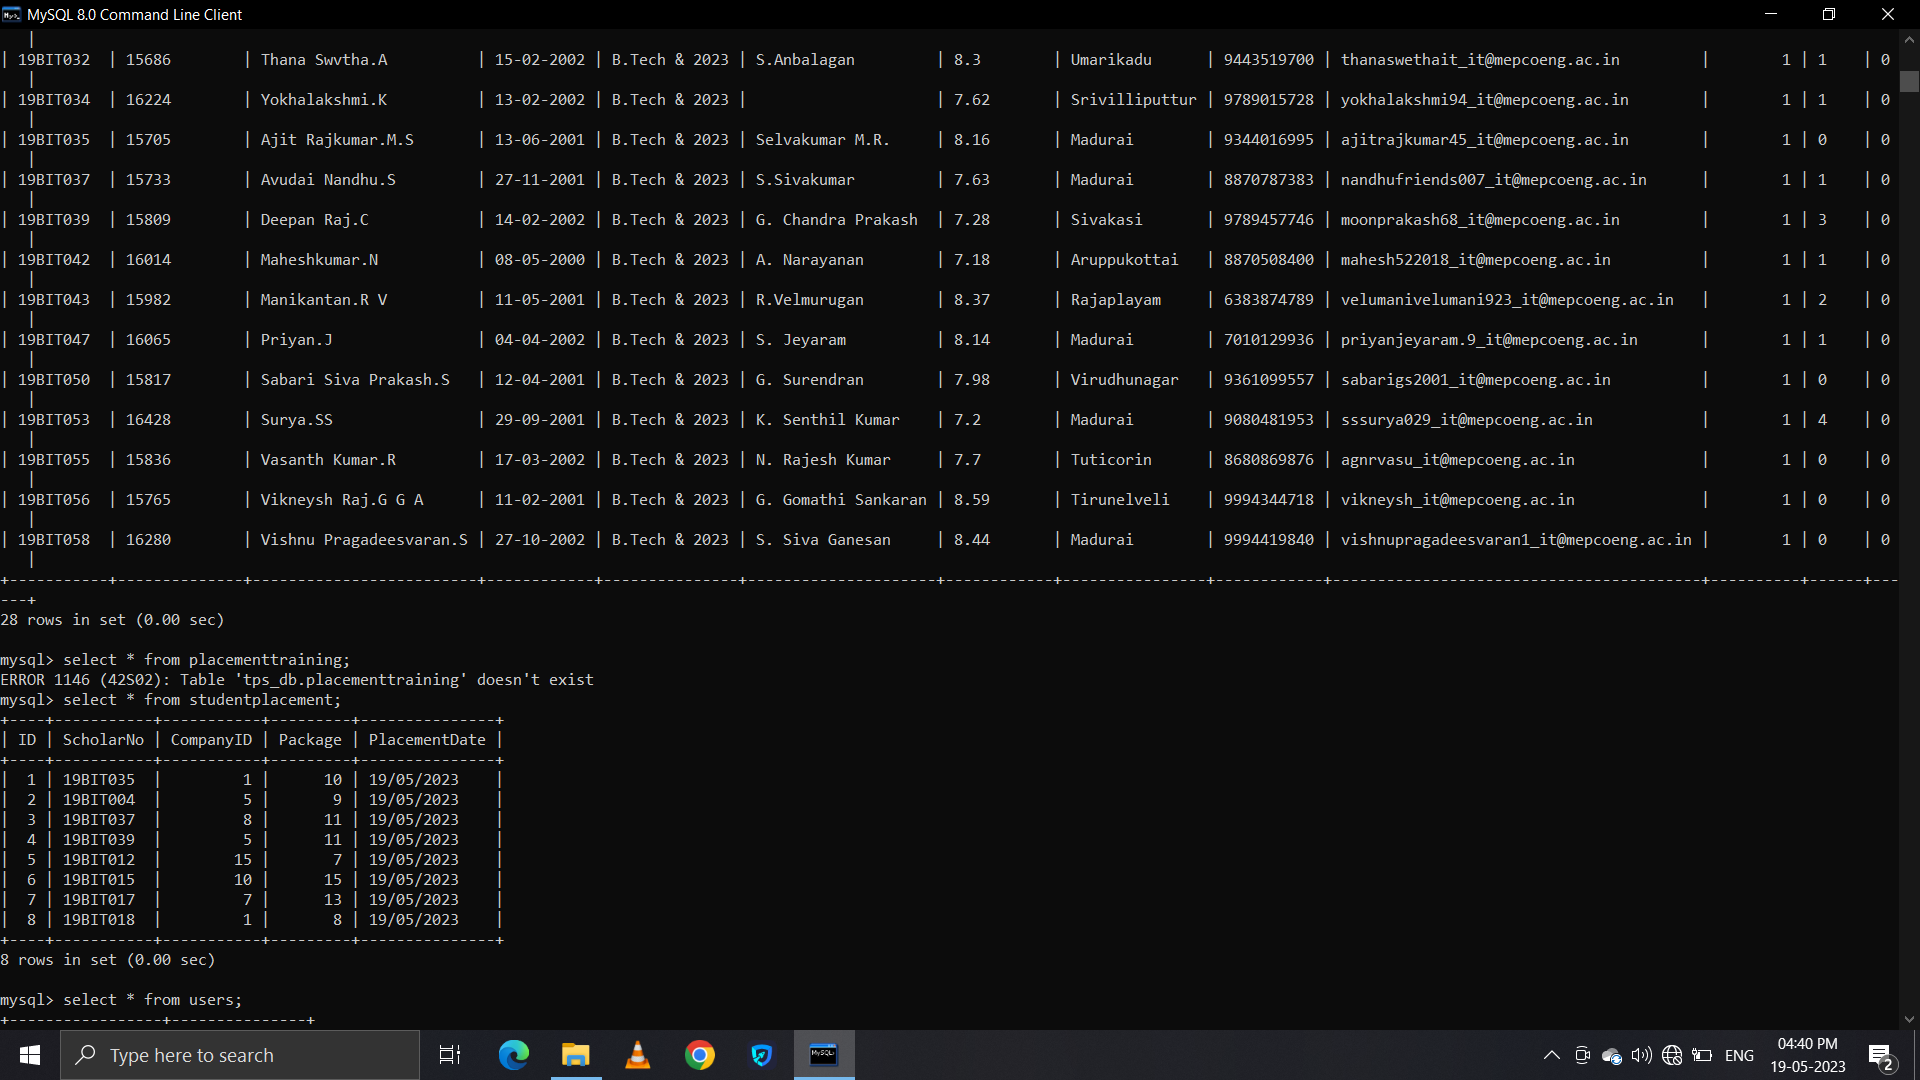 MySQL 8.0 Command Line Client
|
| 19BIT032 | 15686 | Thana Swvtha.A | 15-02-2002 | B.Tech & 2023 | S.Anbalagan | 8.3 | Umarikadu | 9443519700 | thanaswethait_it@mepcoeng.ac.in | 1 | 1 | 0
|
| 19BIT034 | 16224 | Yokhalakshmi.K | 13-02-2002 | B.Tech & 2023 | | 7.62 | Srivilliputtur | 9789015728 | yokhalakshmi94_it@mepcoeng.ac.in | 1 | 1 | 0
|
| 19BIT035 | 15705 | Ajit Rajkumar.M.S | 13-06-2001 | B.Tech & 2023 | Selvakumar M.R. | 8.16 | Madurai | 9344016995 | ajitrajkumar45_it@mepcoeng.ac.in | 1 | 0 | 0
|
| 19BIT037 | 15733 | Avudai Nandhu.S | 27-11-2001 | B.Tech & 2023 | S.Sivakumar | 7.63 | Madurai | 8870787383 | nandhufriends007_it@mepcoeng.ac.in | 1 | 1 | 0
|
| 19BIT039 | 15809 | Deepan Raj.C | 14-02-2002 | B.Tech & 2023 | G. Chandra Prakash | 7.28 | Sivakasi | 9789457746 | moonprakash68_it@mepcoeng.ac.in | 1 | 3 | 0
|
| 19BIT042 | 16014 | Maheshkumar.N | 08-05-2000 | B.Tech & 2023 | A. Narayanan | 7.18 | Aruppukottai | 8870508400 | mahesh522018_it@mepcoeng.ac.in | 1 | 1 | 0
|
| 19BIT043 | 15982 | Manikantan.R V | 11-05-2001 | B.Tech & 2023 | R.Velmurugan | 8.37 | Rajaplayam | 6383874789 | velumanivelumani923_it@mepcoeng.ac.in | 1 | 2 | 0
|
| 19BIT047 | 16065 | Priyan.J | 04-04-2002 | B.Tech & 2023 | S. Jeyaram | 8.14 | Madurai | 7010129936 | priyanjeyaram.9_it@mepcoeng.ac.in | 1 | 1 | 0
|
| 19BIT050 | 15817 | Sabari Siva Prakash.S | 12-04-2001 | B.Tech & 2023 | G. Surendran | 7.98 | Virudhunagar | 9361099557 | sabarigs2001_it@mepcoeng.ac.in | 1 | 0 | 0
|
| 19BIT053 | 16428 | Surya.SS | 29-09-2001 | B.Tech & 2023 | K. Senthil Kumar | 7.2 | Madurai | 9080481953 | sssurya029_it@mepcoeng.ac.in | 1 | 4 | 0
|
| 19BIT055 | 15836 | Vasanth Kumar.R | 17-03-2002 | B.Tech & 2023 | N. Rajesh Kumar | 7.7 | Tuticorin | 8680869876 | agnrvasu_it@mepcoeng.ac.in | 1 | 0 | 0
|
| 19BIT056 | 15765 | Vikneysh Raj.G G A | 11-02-2001 | B.Tech & 2023 | G. Gomathi Sankaran | 8.59 | Tirunelveli | 9994344718 | vikneysh_it@mepcoeng.ac.in | 1 | 0 | 0
|
| 19BIT058 | 16280 | Vishnu Pragadeesvaran.S | 27-10-2002 | B.Tech & 2023 | S. Siva Ganesan | 8.44 | Madurai | 9994419840 | vishnupragadeesvaran1_it@mepcoeng.ac.in | 1 | 0 | 0
|
+-----------+--------------+-------------------------+------------+---------------+---------------------+------------+----------------+------------+-----------------------------------------+----------+------+---
---+
28 rows in set (0.00 sec)
mysql> select * from placementtraining;
ERROR 1146 (42S02): Table 'tps_db.placementtraining' doesn't exist
mysql> select * from studentplacement;
+----+-----------+-----------+---------+---------------+
| ID | ScholarNo | CompanyID | Package | PlacementDate |
+----+-----------+-----------+---------+---------------+
| 1 | 19BIT035 | 1 | 10 | 19/05/2023 |
| 2 | 19BIT004 | 5 | 9 | 19/05/2023 |
| 3 | 19BIT037 | 8 | 11 | 19/05/2023 |
| 4 | 19BIT039 | 5 | 11 | 19/05/2023 |
| 5 | 19BIT012 | 15 | 7 | 19/05/2023 |
| 6 | 19BIT015 | 10 | 15 | 19/05/2023 |
| 7 | 19BIT017 | 7 | 13 | 19/05/2023 |
| 8 | 19BIT018 | 1 | 8 | 19/05/2023 |
+----+-----------+-----------+---------+---------------+
8 rows in set (0.00 sec)
mysql> select * from users;
+-----------------+---------------+
Type here to search
MySQL
ENG
04:40 PM
19-05-2023
2